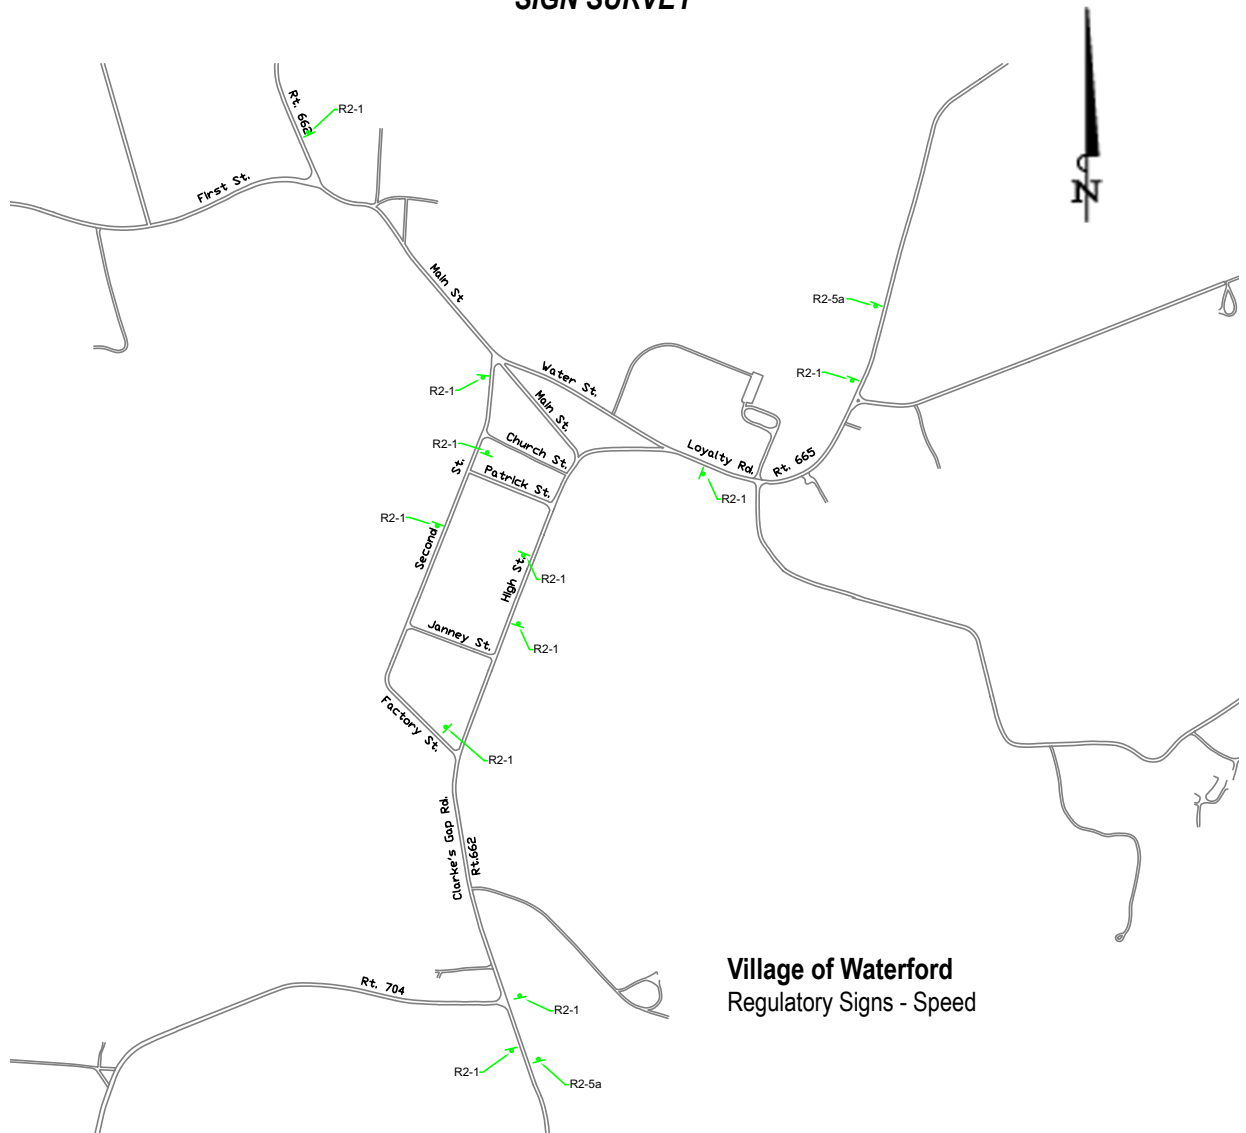 SIGN SURVEY
Rt. 662
R2-1
First St.
N
Main St
R2-5a
R2-1
Water St.
R2-1
Main St.
Church St.
R2-1
Loyalty Rd.
Rt. 665
St.
Patrick St.
R2-1
R2-1
Second
High St.
R2-1
Janney St.
R2-1
Factory St.
R2-1
Clarke's Gap Rd.
Rt.662
Village of Waterford
Rt. 704
Regulatory Signs - Speed
R2-1
R2-1
R2-5a